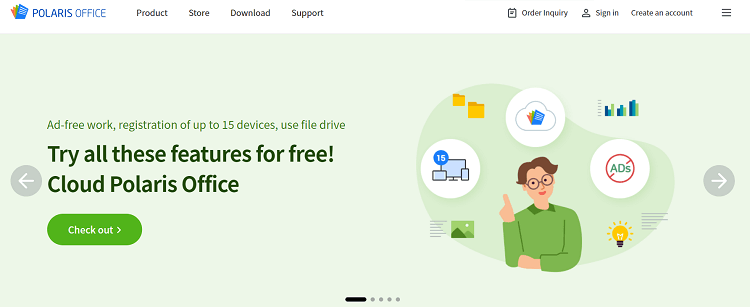 POLARIS OFFICE Product Store Download Support Order Inquiry Sign in Create an account
Ad-free work, registration of up to 15 devices, use file drive
Try all these features for free!
Cloud Polaris Office
Check out
15
ADs